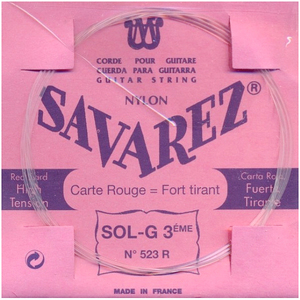 CORDE POUR GUITARE
CUERDA PARA GUITARRA
GUITAR STRING
NYLON
SAVAREZ®
Red Card
High
Tension
Carte Rouge = Fort tirant
Carta Roja
Fuerte
Tirante
SOL-G 3ÉME
N° 523 R
MADE IN FRANCE